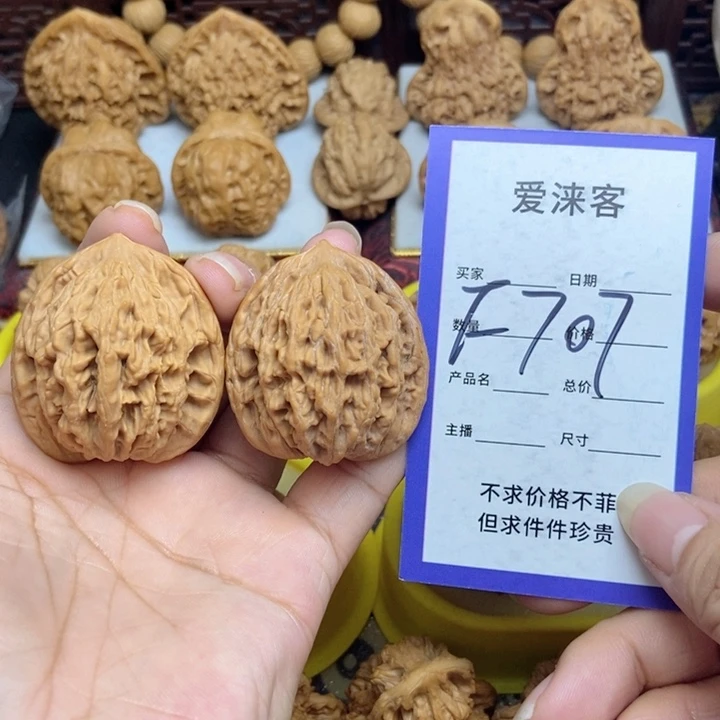 爱涞客
买家 日期
F707
数量 价格
产品名 总价
主播 尺寸
不求价格不菲
但求件件珍贵